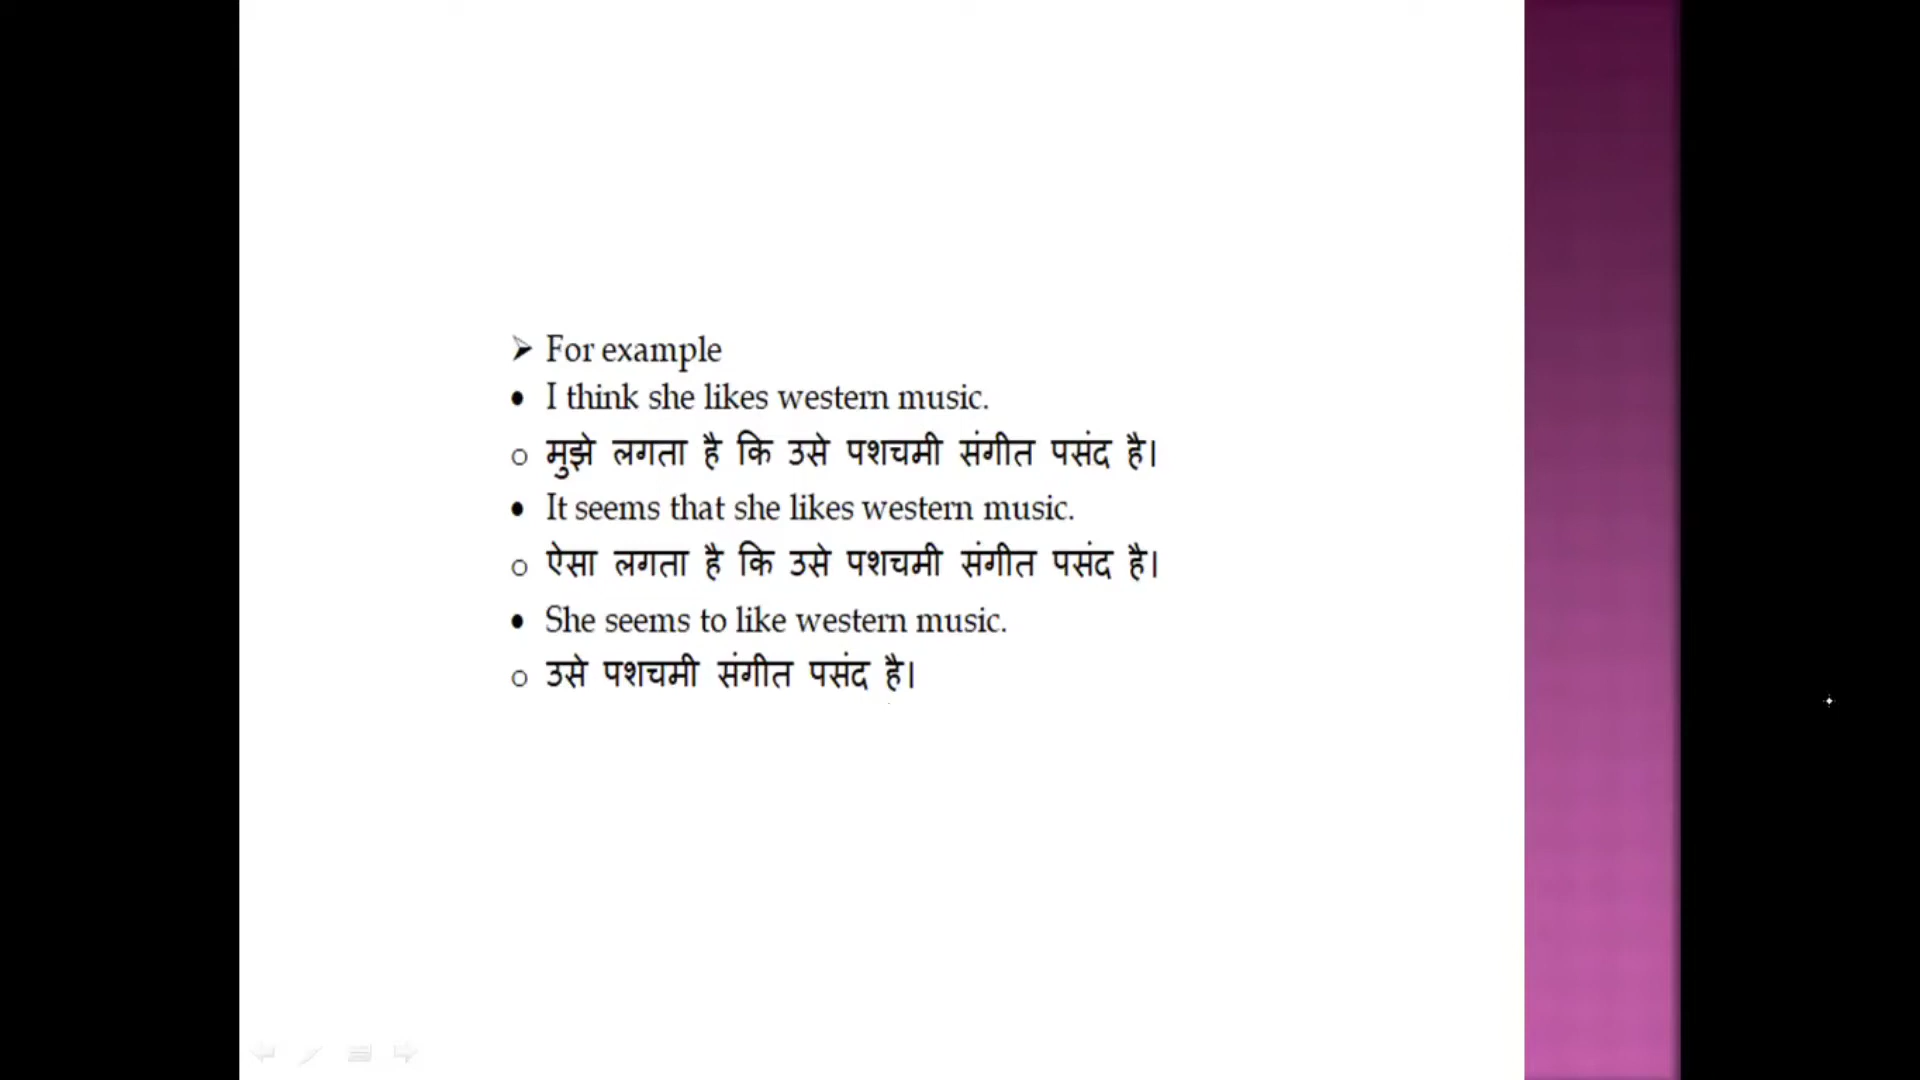 ➢ For example
• I think she likes western music.
o मुझे लगता है कि उसे पशचमी संगीत पसंद है।
• It seems that she likes western music.
o ऐसा लगता है कि उसे पशचमी संगीत पसंद है।
• She seems to like western music.
o उसे पशचमी संगीत पसंद है।